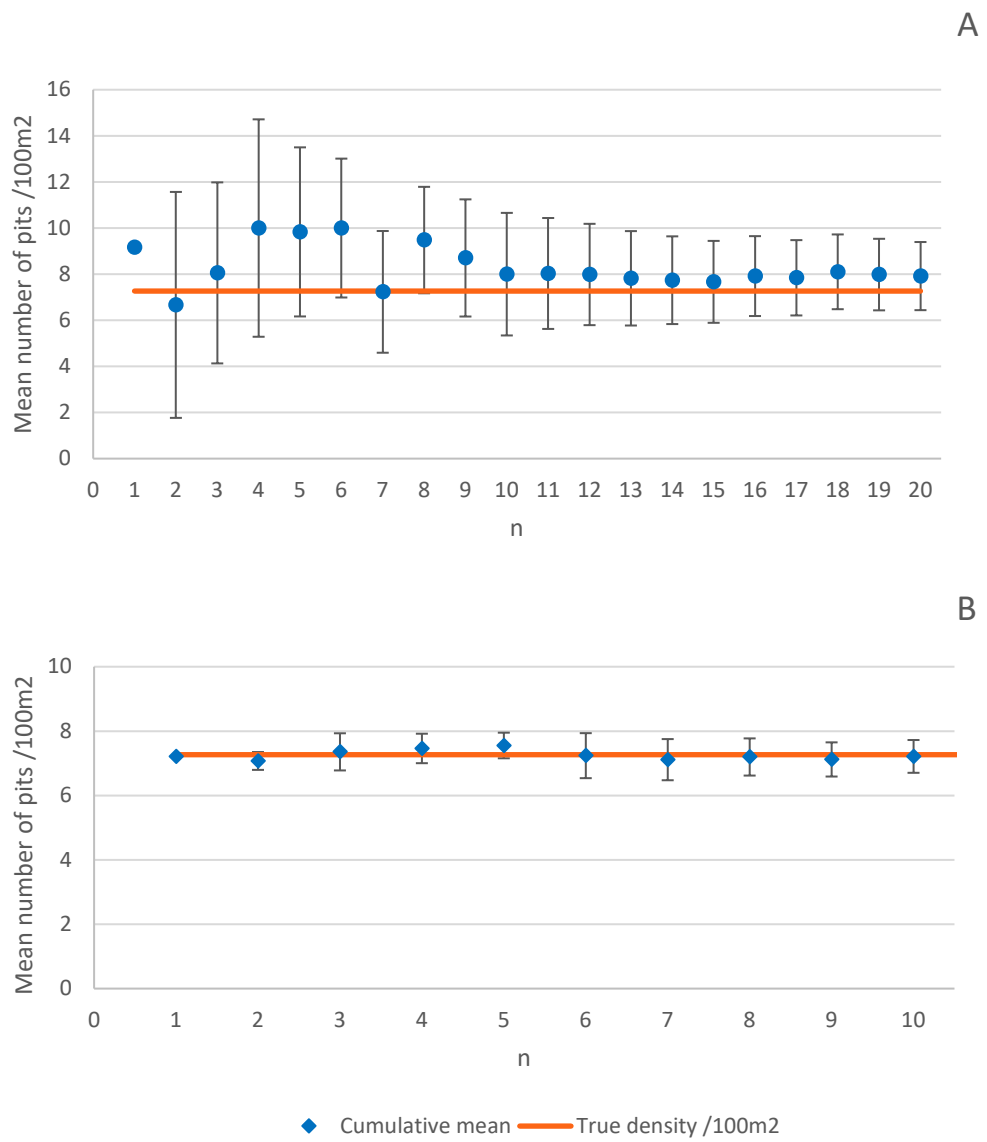 A
Mean number of pits /100m2
16
14
12
10
8
6
4
2
0
0 1 2 3 4 5 6 7 8 9 10 11 12 13 14 15 16 17 18 19 20
n
B
Mean number of pits /100m2
10
8
6
4
2
0
0 1 2 3 4 5 6 7 8 9 10
n
Cumulative mean True density /100m2